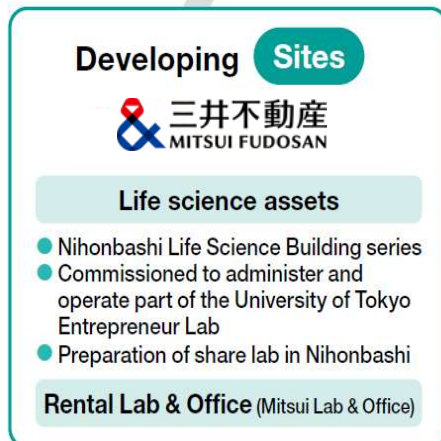 Developing Sites
三井不動産
MITSUI FUDOSAN
Life science assets
● Nihonbashi Life Science Building series
● Commissioned to administer and
operate part of the University of Tokyo
Entrepreneur Lab
● Preparation of share lab in Nihonbashi
Rental Lab & Office (Mitsui Lab & Office)